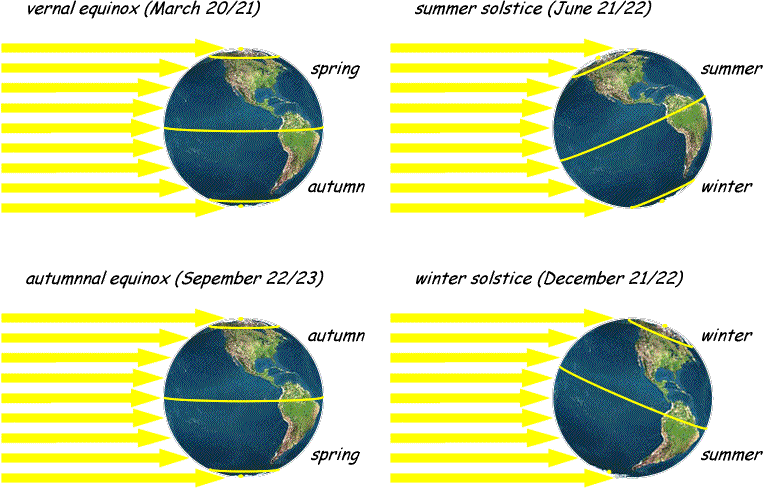 vernal equinox (March 20/21)
spring
autumn
summer solstice (June 21/22)
summer
winter
autumnnal equinox (Sepember 22/23)
autumn
spring
winter solstice (December 21/22)
winter
summer